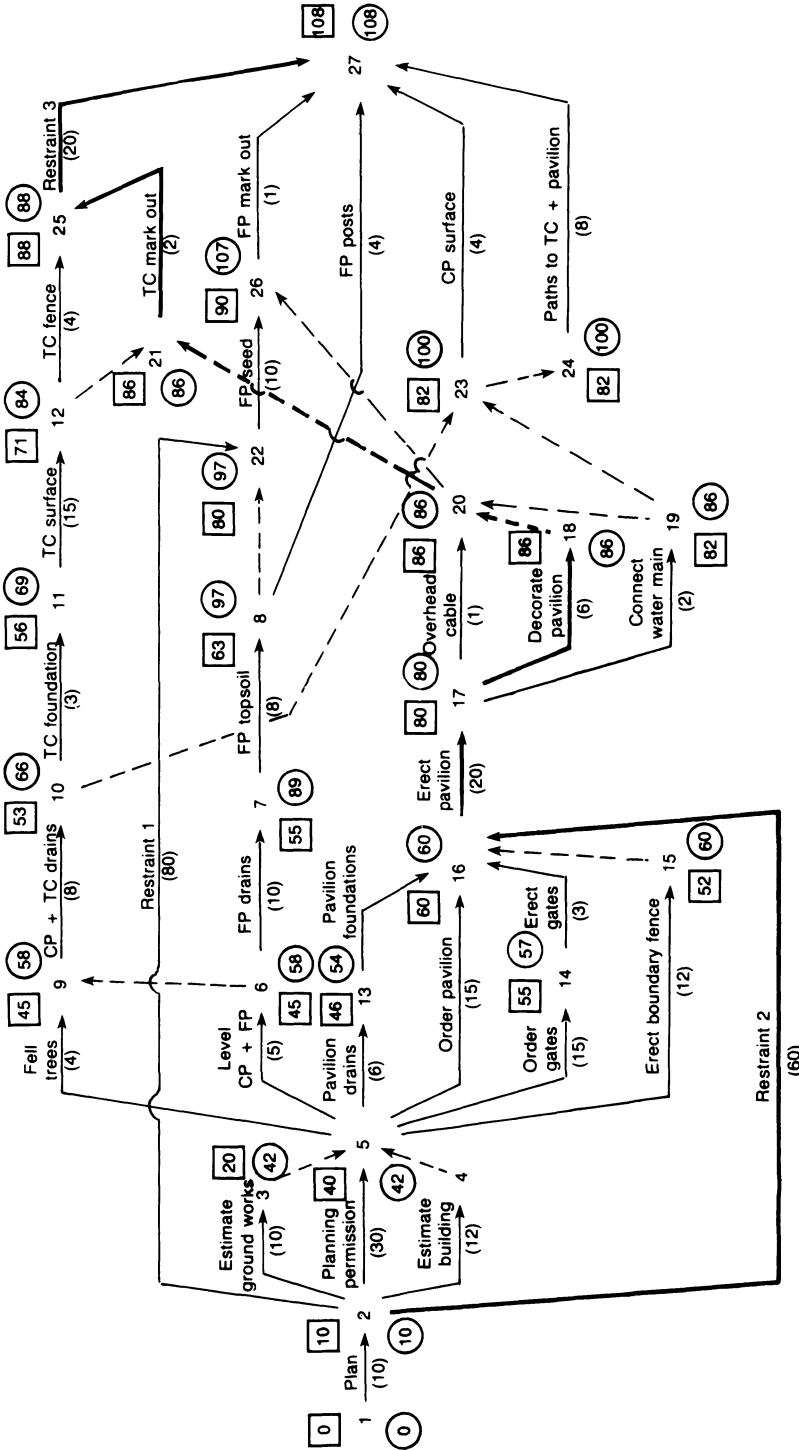 0
1
0
Plan
(10)
10
2
10
Restraint 1
(80)
Estimate
ground works
(10)
20
42
3
Planning
permission
(30)
Estimate
building
(12)
4
40
42
5
Restraint 2
(60)
Fell
trees
(4)
Level
CP + FP
(5)
Pavilion
drains
(6)
Order pavilion
(15)
Order
gates
(15)
Erect boundary fence
(12)
45
58
9
45
58
6
46
54
13
55
57
14
52
60
15
CP + TC drains
(8)
FP drains
(10)
Pavilion
foundations
Erect
gates
(3)
53
66
10
55
89
7
60
60
16
TC foundation
(3)
FP topsoil
(8)
Erect
pavilion
(20)
56
69
11
63
97
8
80
80
17
TC surface
(15)
Overhead
cable
(1)
Decorate
pavilion
(6)
Connect
water main
(2)
71
84
12
80
97
22
86
86
20
86
86
18
82
86
19
TC fence
(4)
86
86
21
FP seed
(10)
TC mark out
(2)
82
100
23
82
100
24
88
88
25
90
107
26
Restraint 3
(20)
FP mark out
(1)
FP posts
(4)
CP surface
(4)
Paths to TC + pavilion
(8)
108
108
27